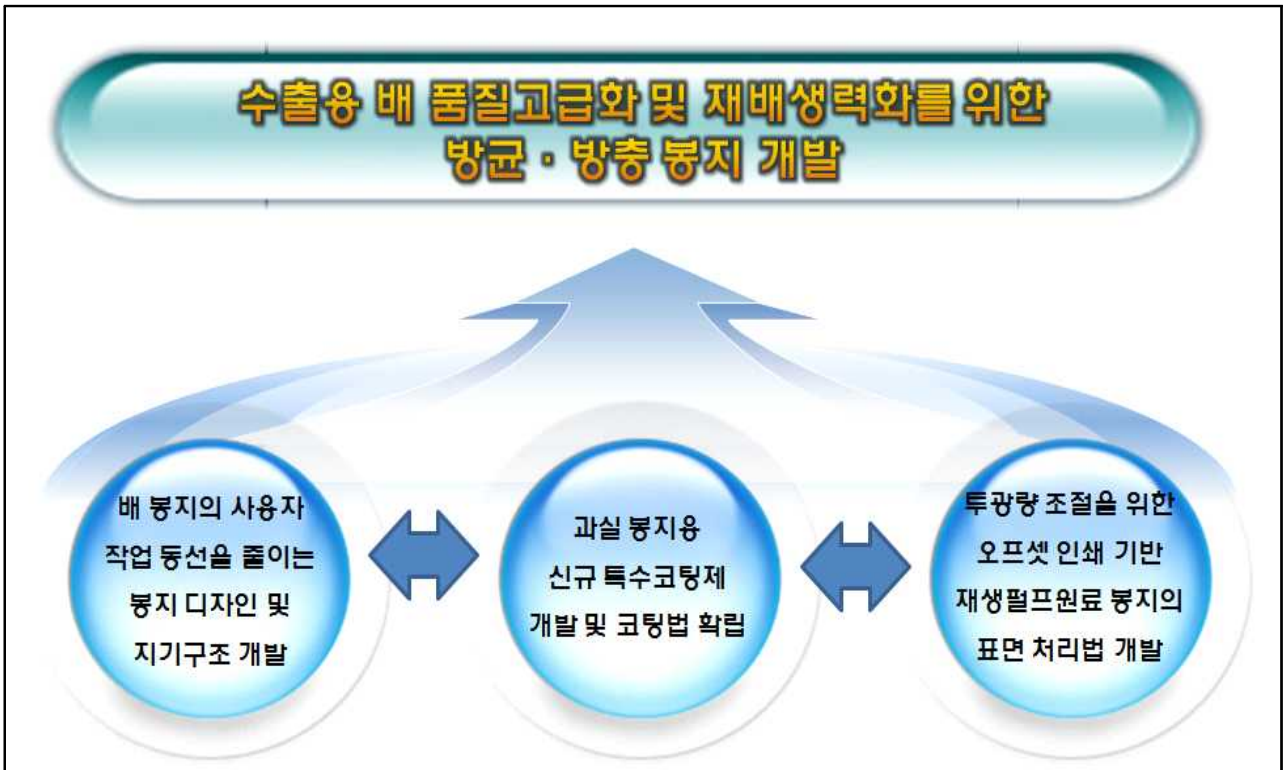 수출용 배 품질고급화 및 재배생력화를 위한
방균·방충 봉지 개발
배 봉지의 사용자
작업 동선을 줄이는
봉지 디자인 및
지기구조 개발
과실 봉지용
신규 특수코팅제
개발 및 코팅법 확립
투광량 조절을 위한
오프셋 인쇄 기반
재생펄프원료 봉지의
표면 처리법 개발